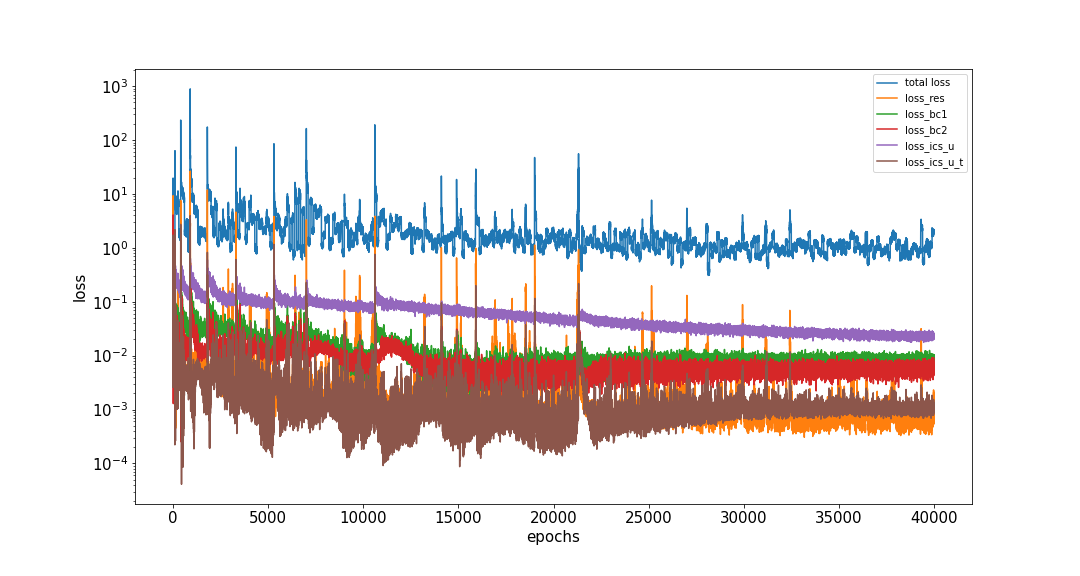 10³
10²
10¹
10⁰
10⁻¹
10⁻²
10⁻³
10⁻⁴
loss
total loss
loss_res
loss_bc1
loss_bc2
loss_ics_u
loss_ics_u_t
0 5000 10000 15000 20000 25000 30000 35000 40000
epochs